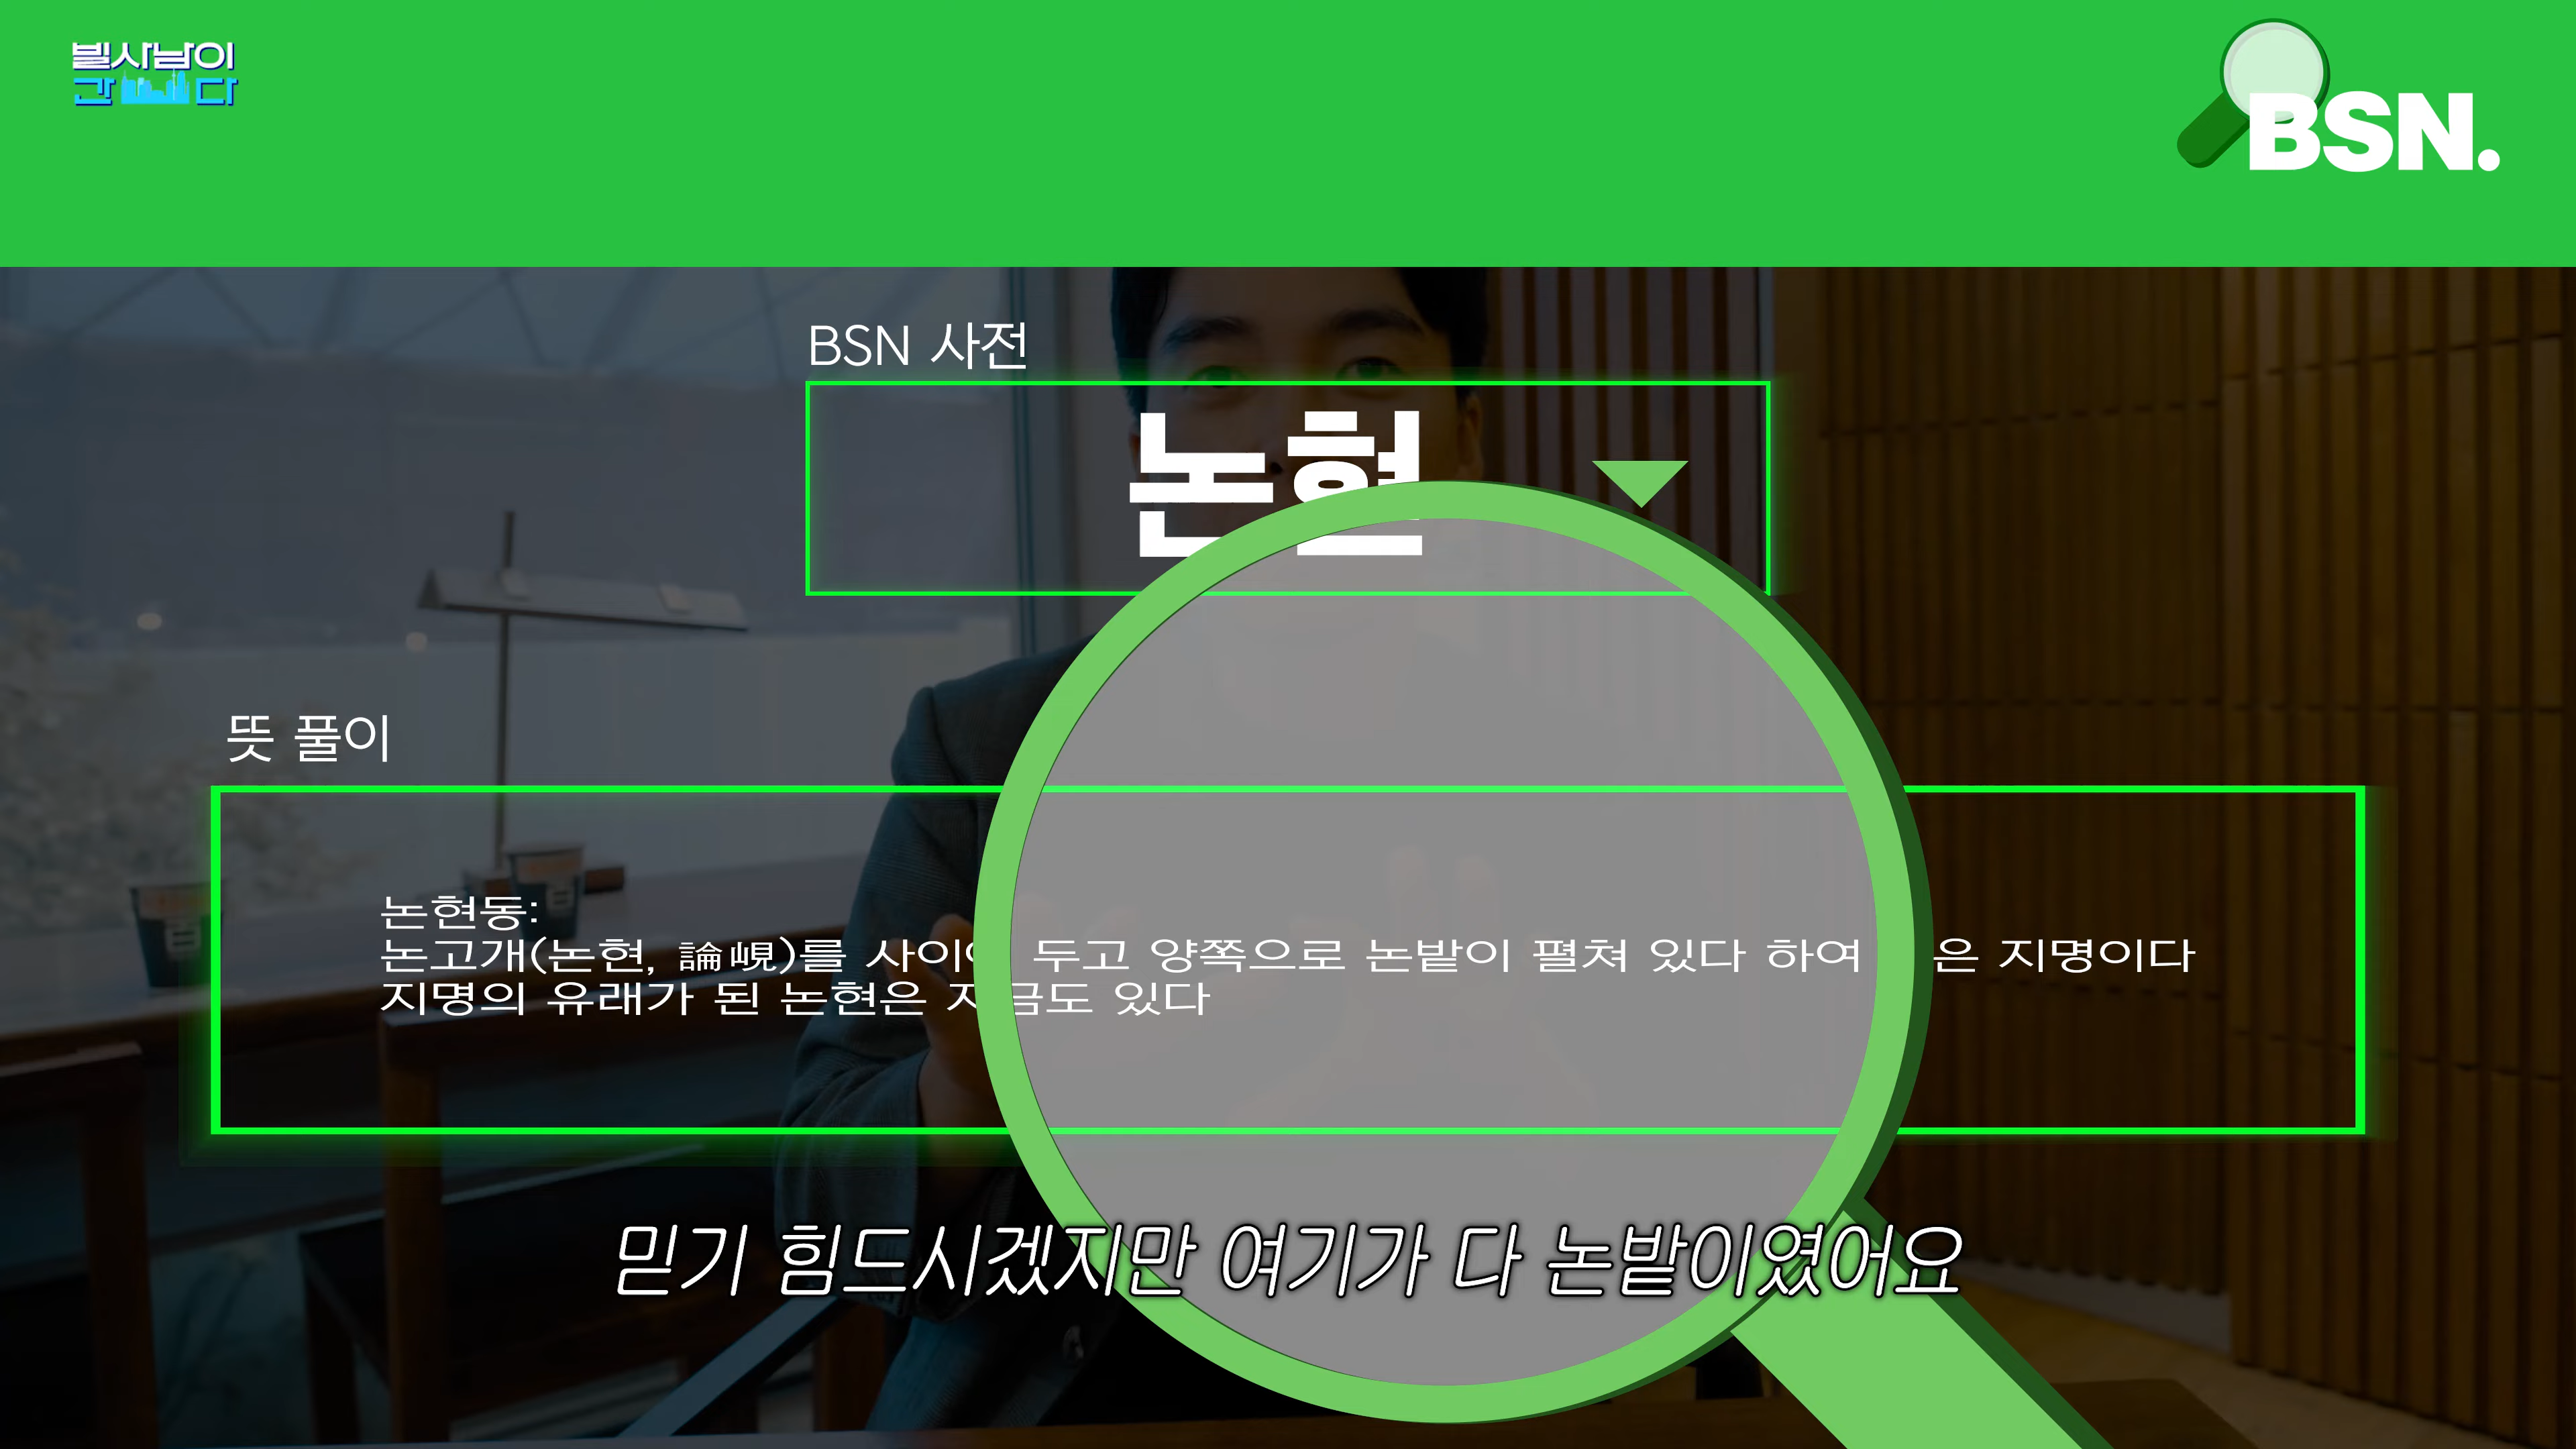 빌사남이
간다
BSN.
BSN 사전
논현
뜻 풀이
논현동:
논고개(논현, 論峴)를 두고 양쪽으로 논밭이 펼쳐 있다 하여 은 지명이다
지명의 유래가 된 논현은 지금도 있다
믿기 힘드시겠지만 여기가 다 논밭이였어요